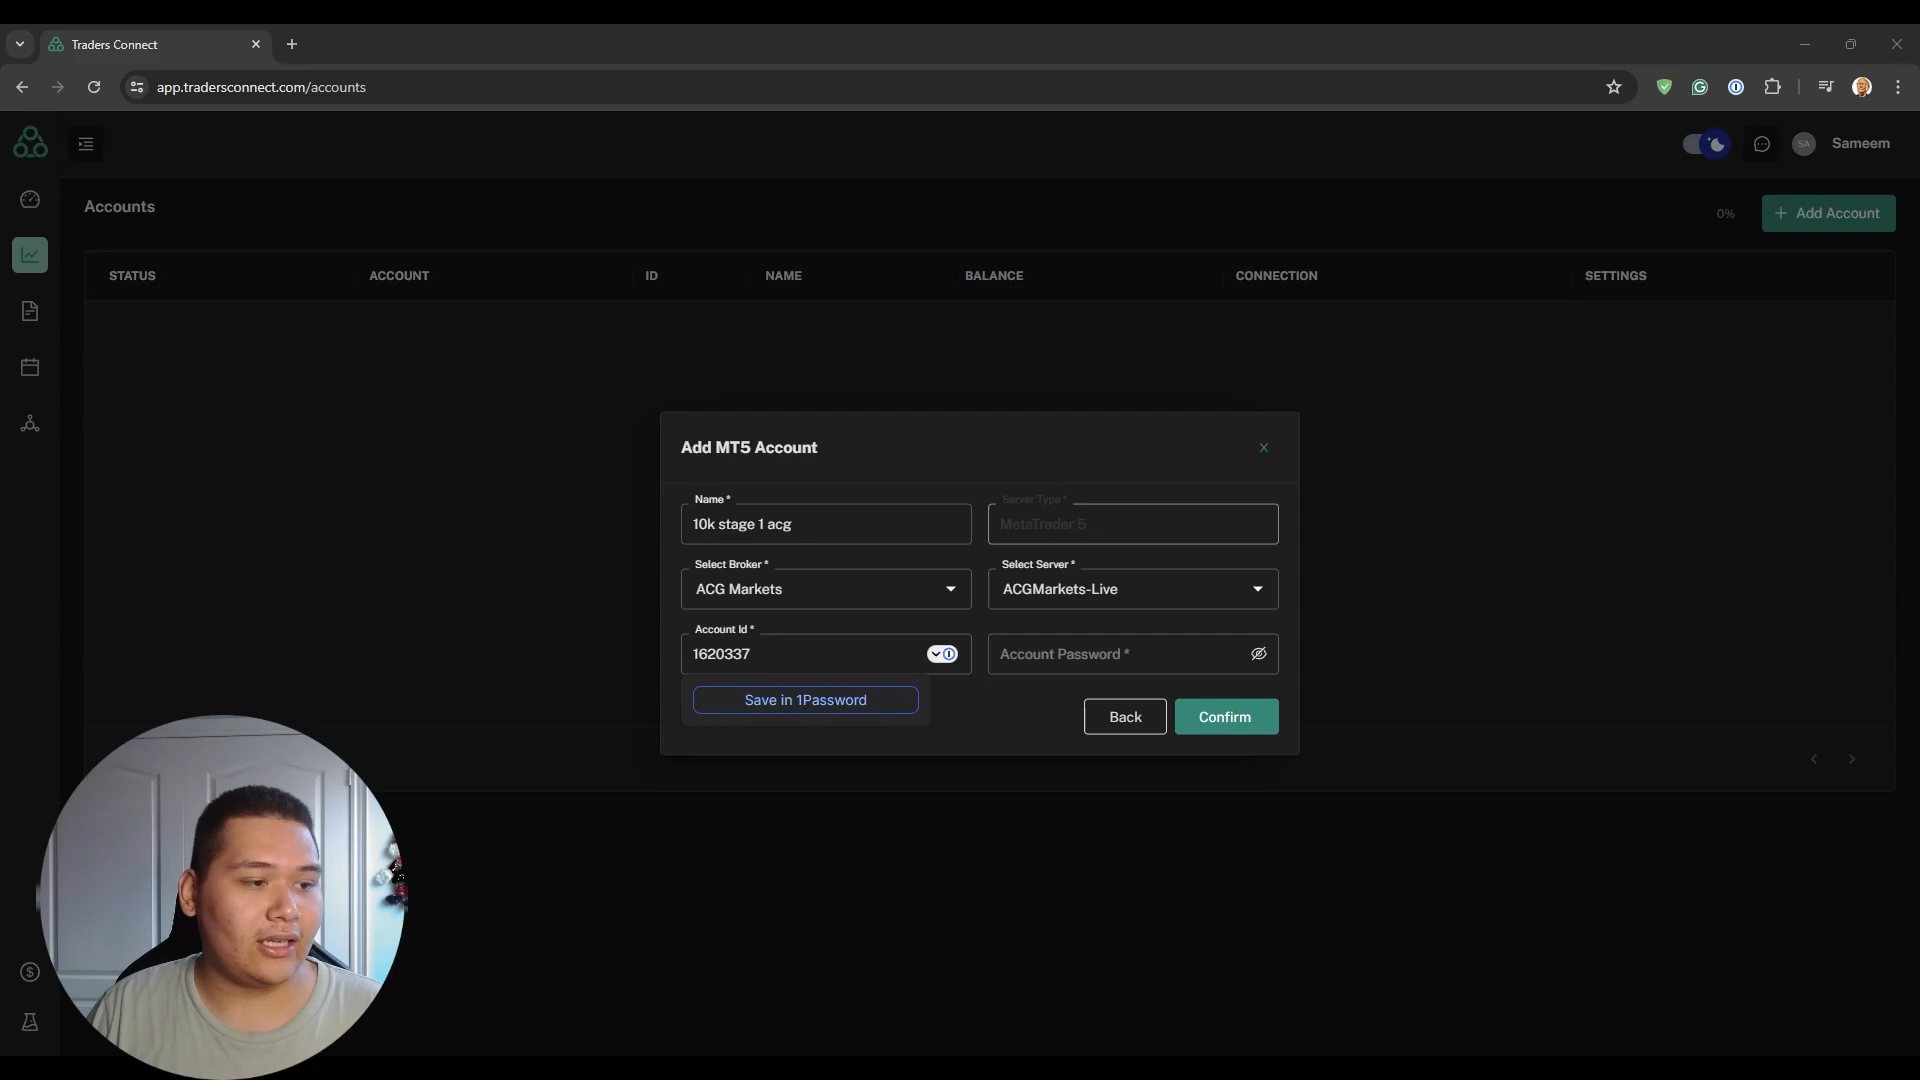 Traders Connect
app.tradersconnect.com/accounts
SA
Sameem
Accounts
0%
+ Add Account
STATUS ACCOUNT ID NAME BALANCE CONNECTION SETTINGS
Add MT5 Account
Name *
10k stage 1 acg
Server Type *
MetaTrader 5
Select Broker *
ACG Markets
Select Server *
ACGMarkets-Live
Account Id *
1620337
Account Password *
Save in 1Password
Back
Confirm